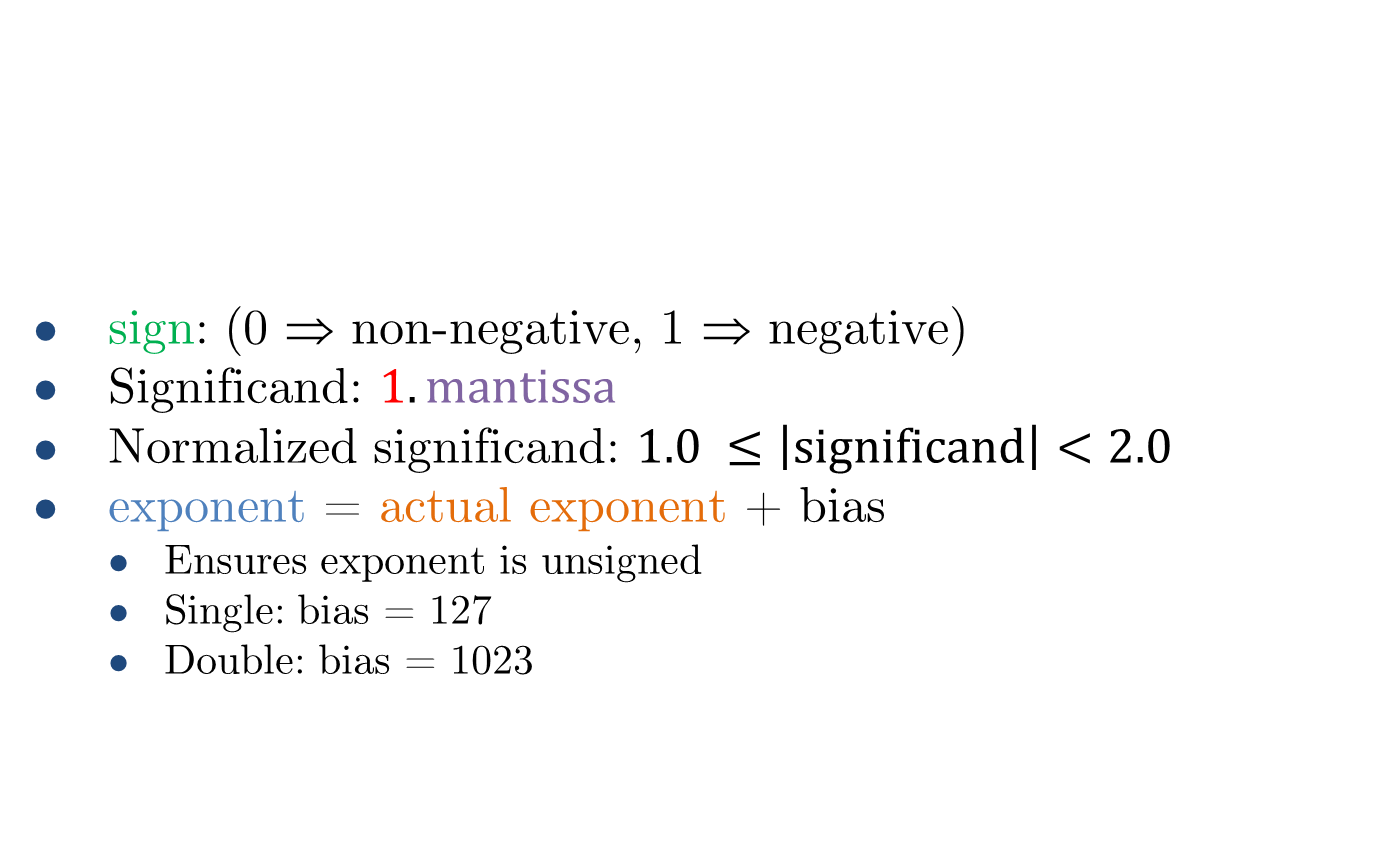 • sign: (0 ⇒ non-negative, 1 ⇒ negative)
• Significand: 1. mantissa
• Normalized significand: 1.0 ≤ |significand| < 2.0
• exponent = actual exponent + bias
• Ensures exponent is unsigned
• Single: bias = 127
• Double: bias = 1023